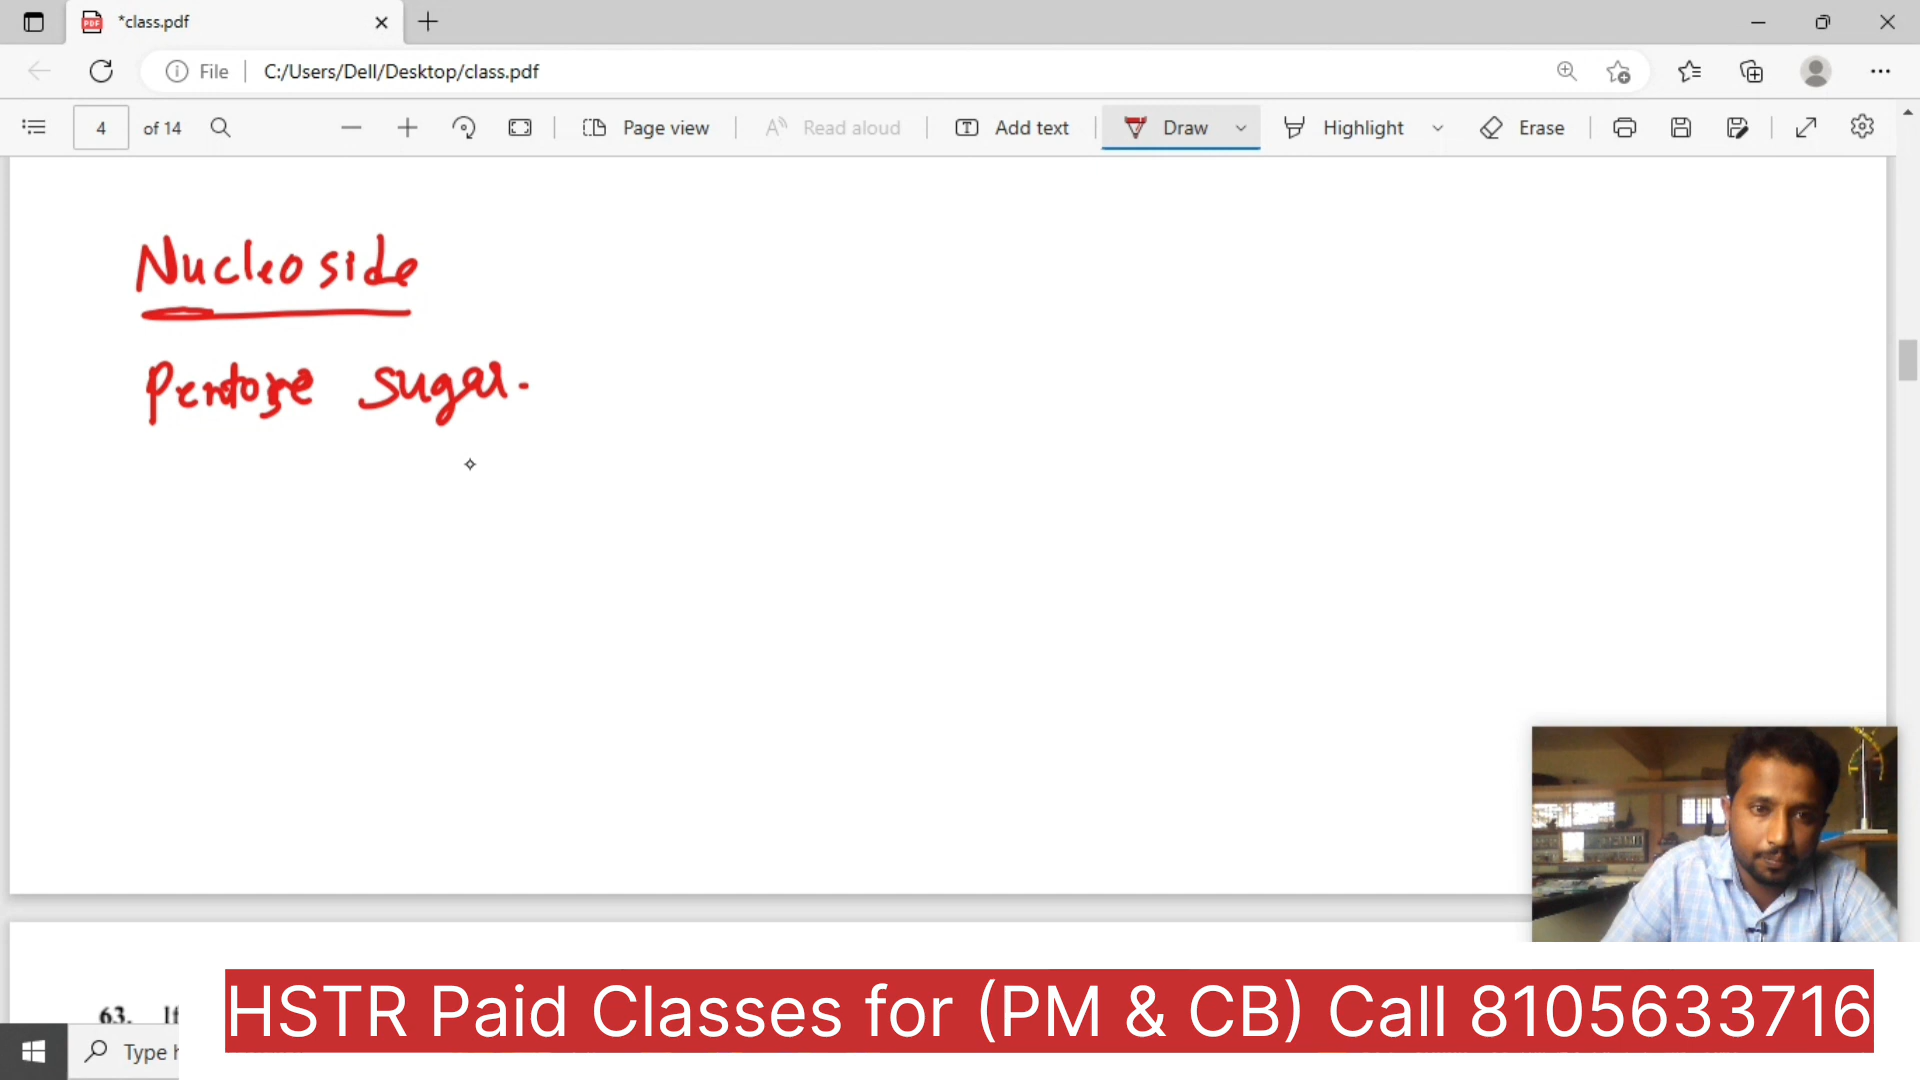 *class.pdf
File C:/Users/Dell/Desktop/class.pdf
4 of 14 Page view Read aloud Add text Draw Highlight Erase
Nucleoside
Pentose sugar.
63. If
HSTR Paid Classes for (PM & CB) Call 8105633716
Type h